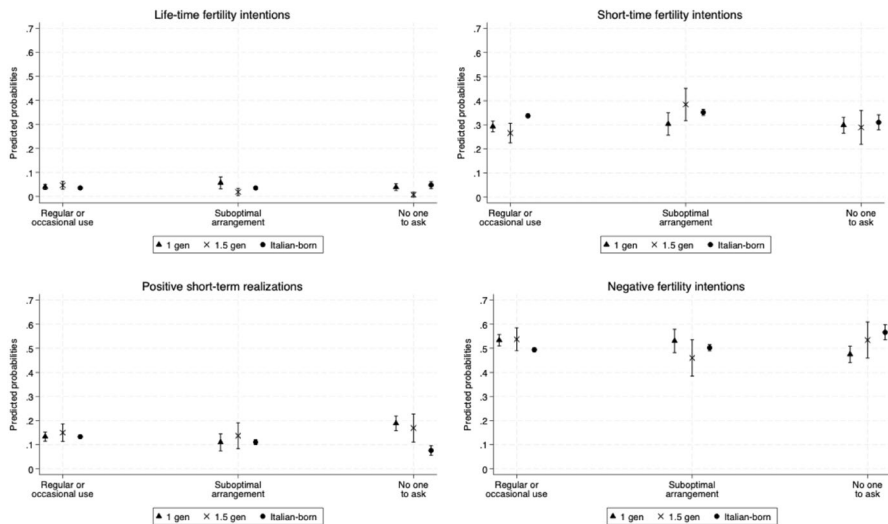 Life-time fertility intentions
Predicted probabilities
.7
.6
.5
.4
.3
.2
.1
0
Regular or
occasional use
Suboptimal
arrangement
No one
to ask
1 gen 1.5 gen Italian-born
Short-time fertility intentions
Predicted probabilities
.7
.6
.5
.4
.3
.2
.1
0
Regular or
occasional use
Suboptimal
arrangement
No one
to ask
1 gen 1.5 gen Italian-born
Positive short-term realizations
Predicted probabilities
.7
.6
.5
.4
.3
.2
.1
0
Regular or
occasional use
Suboptimal
arrangement
No one
to ask
1 gen 1.5 gen Italian-born
Negative fertility intentions
Predicted probabilities
.7
.6
.5
.4
.3
.2
.1
0
Regular or
occasional use
Suboptimal
arrangement
No one
to ask
1 gen 1.5 gen Italian-born